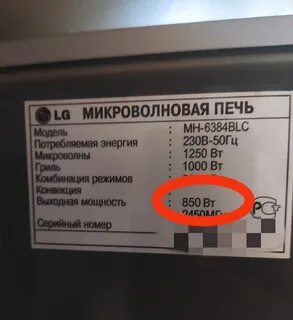 LG МИКРОВОЛНОВАЯ ПЕЧЬ
Модель : MH-6384BLC
Потребляемая энергия : 230В-50Гц
Микроволны : 1250 Вт
Гриль : 1000 Вт
Комбинация режимов :
Конвекция
Выходная мощность : 850 Вт
2450МГц
Серийный номер